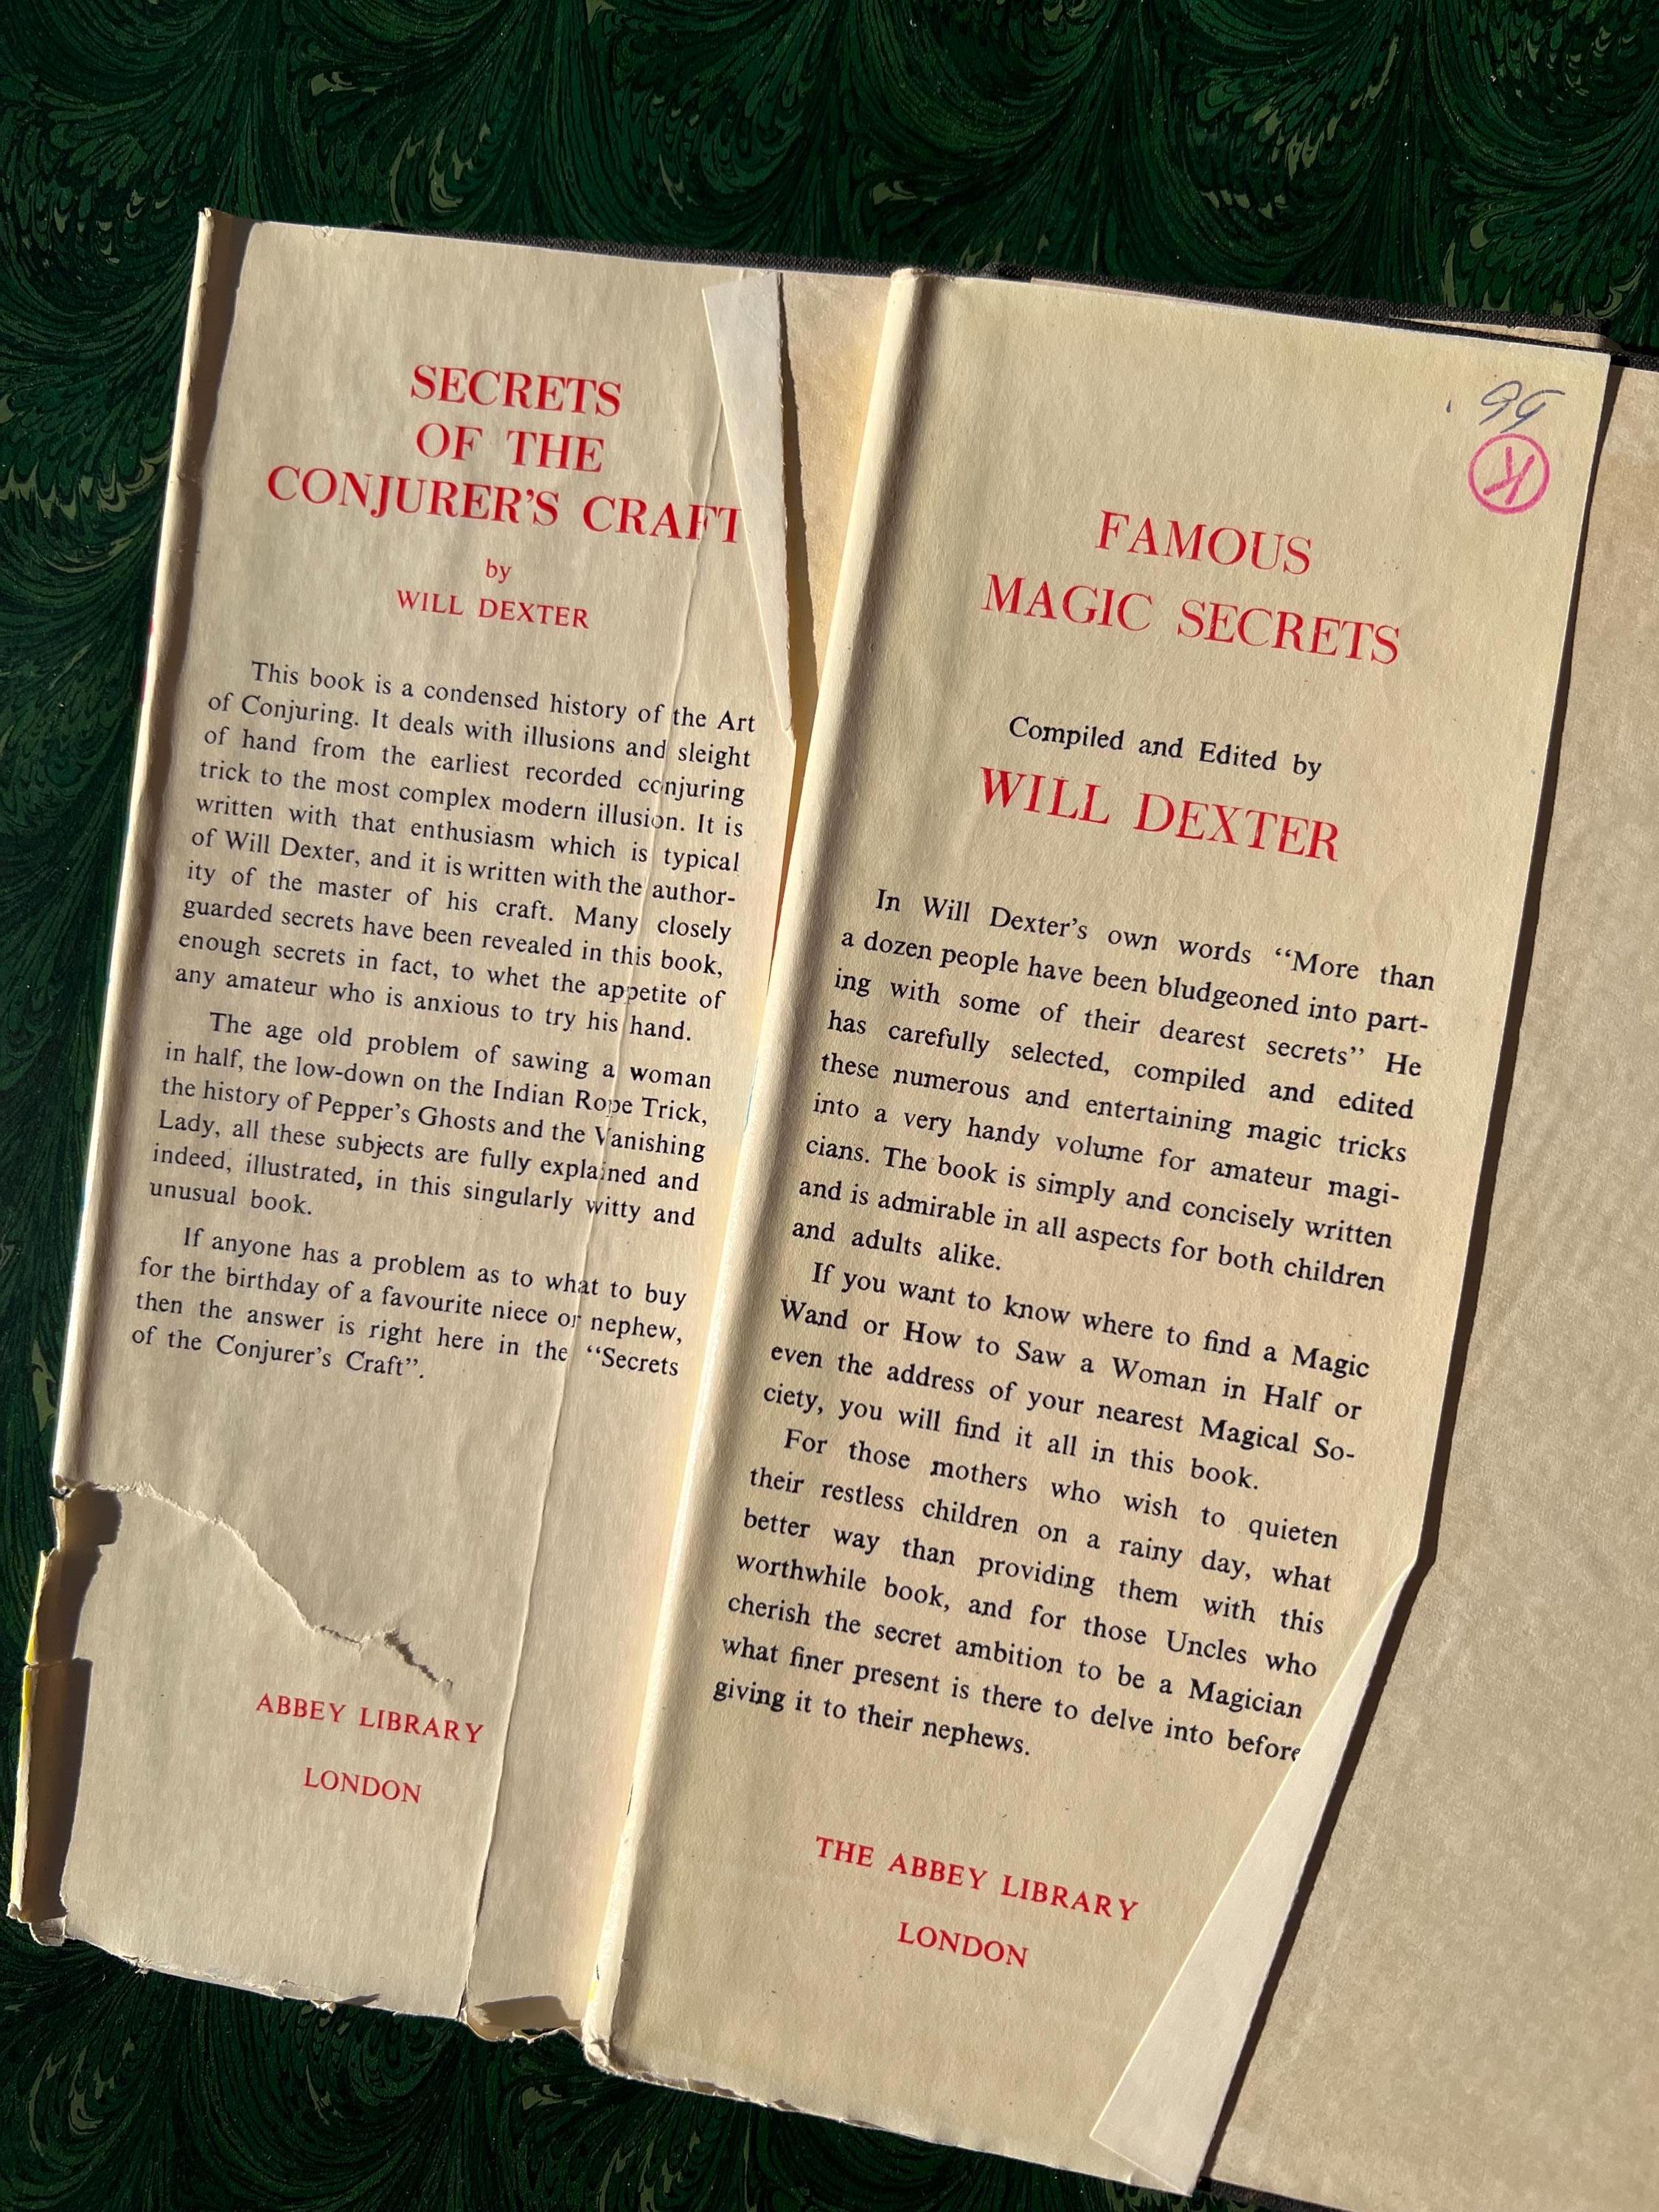 SECRETS
OF THE
CONJURER'S CRAFT
by
WILL DEXTER
This book is a condensed history of the Art
of Conjuring. It deals with illusions and sleight
of hand from the earliest recorded conjuring
trick to the most complex modern illusion. It is
written with that enthusiasm which is typical
of Will Dexter, and it is written with the author-
ity of the master of his craft. Many closely
guarded secrets have been revealed in this book,
enough secrets in fact, to whet the appetite of
any amateur who is anxious to try his hand.
The age old problem of sawing a woman
in half, the low-down on the Indian Rope Trick,
the history of Pepper's Ghosts and the Vanishing
Lady, all these subjects are fully explained and
indeed, illustrated, in this singularly witty and
unusual book.
If anyone has a problem as to what to buy
for the birthday of a favourite niece or nephew,
then the answer is right here in the "Secrets
of the Conjurer's Craft".
ABBEY LIBRARY
LONDON
K
FAMOUS
MAGIC SECRETS
Compiled and Edited by
WILL DEXTER
In Will Dexter's own words "More than
a dozen people have been bludgeoned into part-
ing with some of their dearest secrets" He
has carefully selected, compiled and edited
these numerous and entertaining magic tricks
into a very handy volume for amateur magi-
cians. The book is simply and concisely written
and is admirable in all aspects for both children
and adults alike.
If you want to know where to find a Magic
Wand or How to Saw a Woman in Half or
even the address of your nearest Magical So-
ciety, you will find it all in this book.
For those mothers who wish to quieten
their restless children on a rainy day, what
better way than providing them with this
worthwhile book, and for those Uncles who
cherish the secret ambition to be a Magician
what finer present is there to delve into before
giving it to their nephews.
THE ABBEY LIBRARY
LONDON